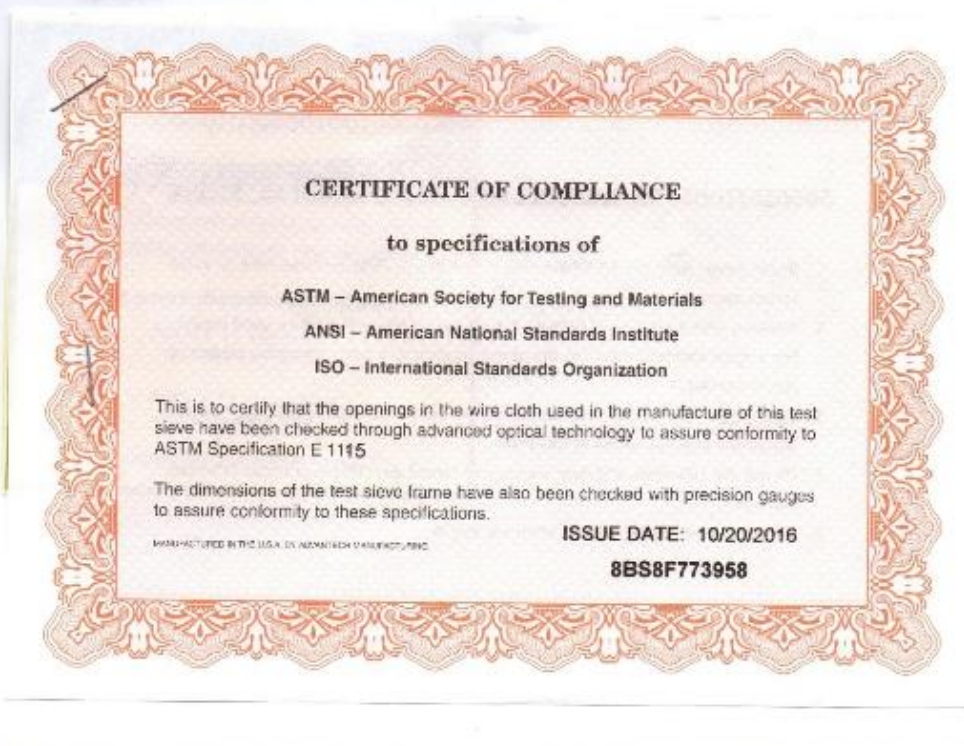 CERTIFICATE OF COMPLIANCE
to specifications of
ASTM – American Society for Testing and Materials
ANSI – American National Standards Institute
ISO – International Standards Organization
This is to certify that the openings in the wire cloth used in the manufacture of this test
sieve have been checked through advanced optical technology to assure conformity to
ASTM Specification E 1115
The dimensions of the test sieve frame have also been checked with precision gauges
to assure conformity to these specifications.
ISSUE DATE: 10/20/2016
MANUFACTURED IN THE U.S.A. BY ADVANTECH MANUFACTURING
8BS8F773958